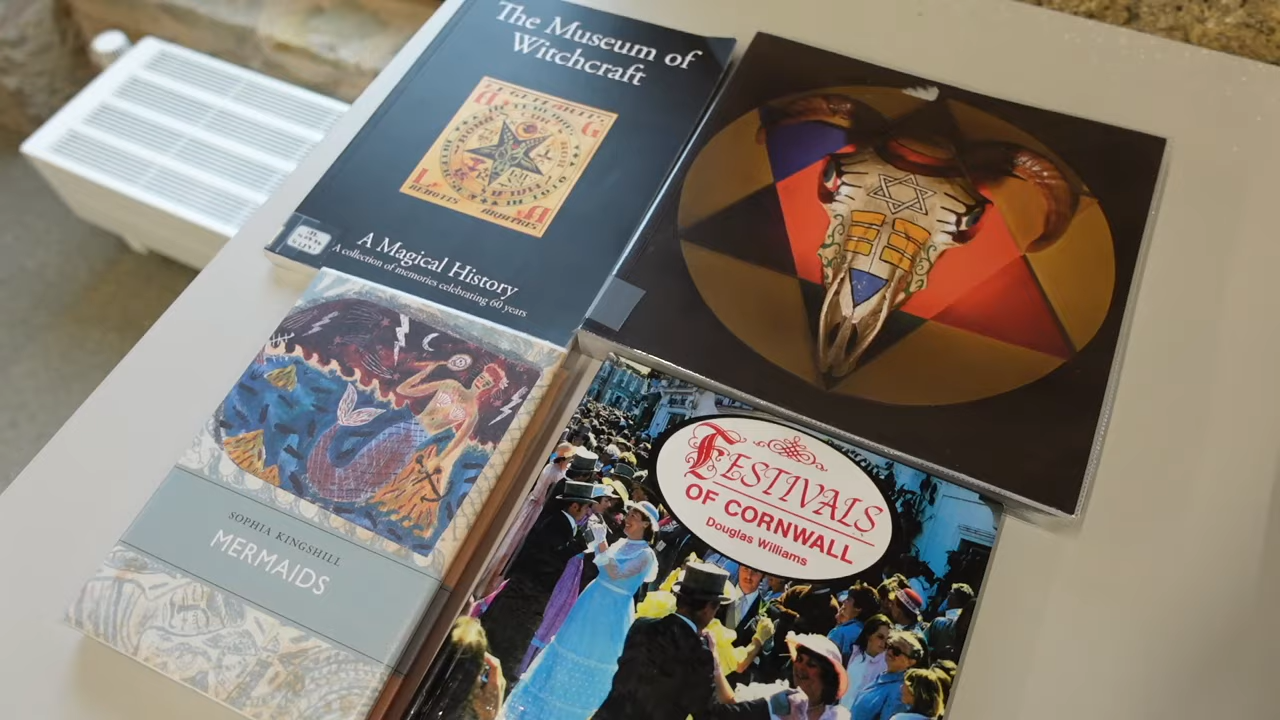 The Museum of
Witchcraft
A Magical History
A collection of memories celebrating 60 years
SOPHIA KINGSHILL
MERMAIDS
FESTIVALS
OF CORNWALL
Douglas Williams